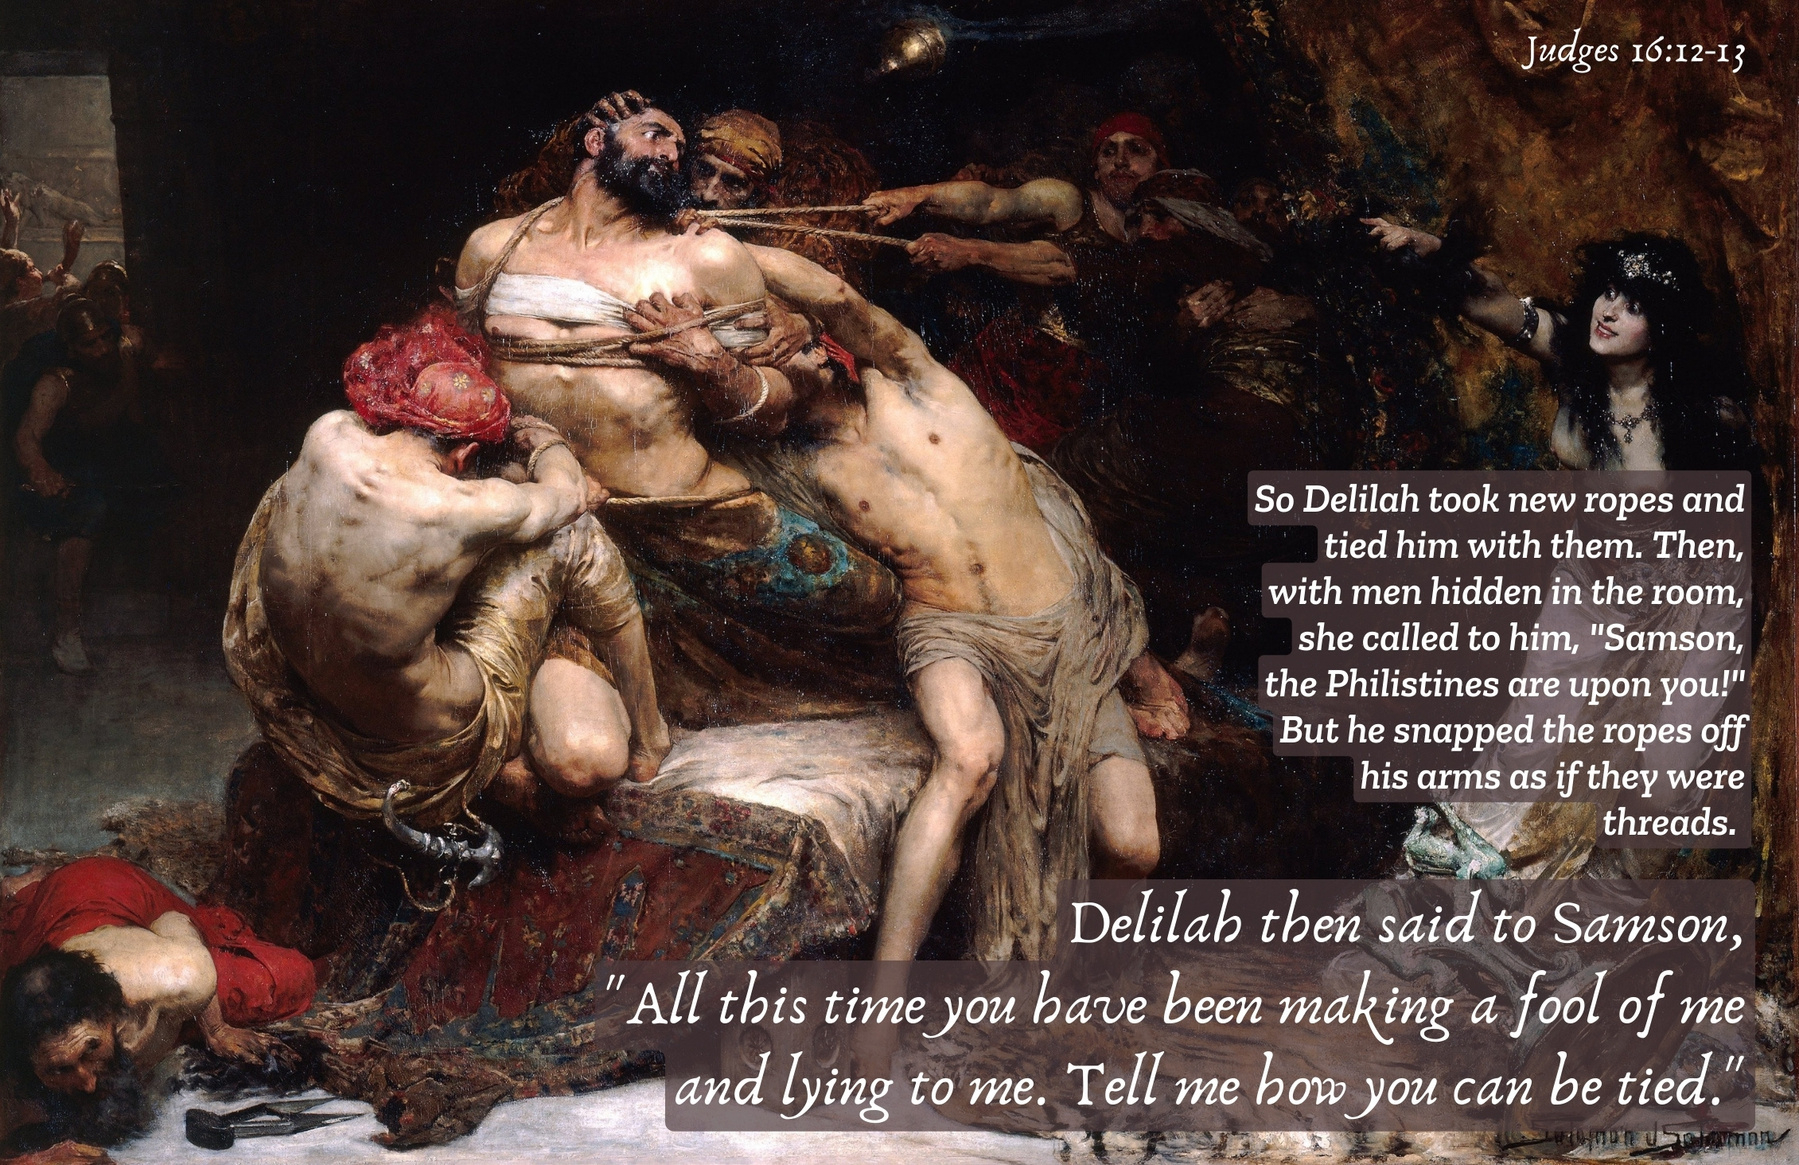 Judges 16:12-13
So Delilah took new ropes and
tied him with them. Then,
with men hidden in the room,
she called to him, "Samson,
the Philistines are upon you!"
But he snapped the ropes off
his arms as if they were
threads.
Delilah then said to Samson,
"All this time you have been making a fool of me
and lying to me. Tell me how you can be tied."
Solomon J Solomon